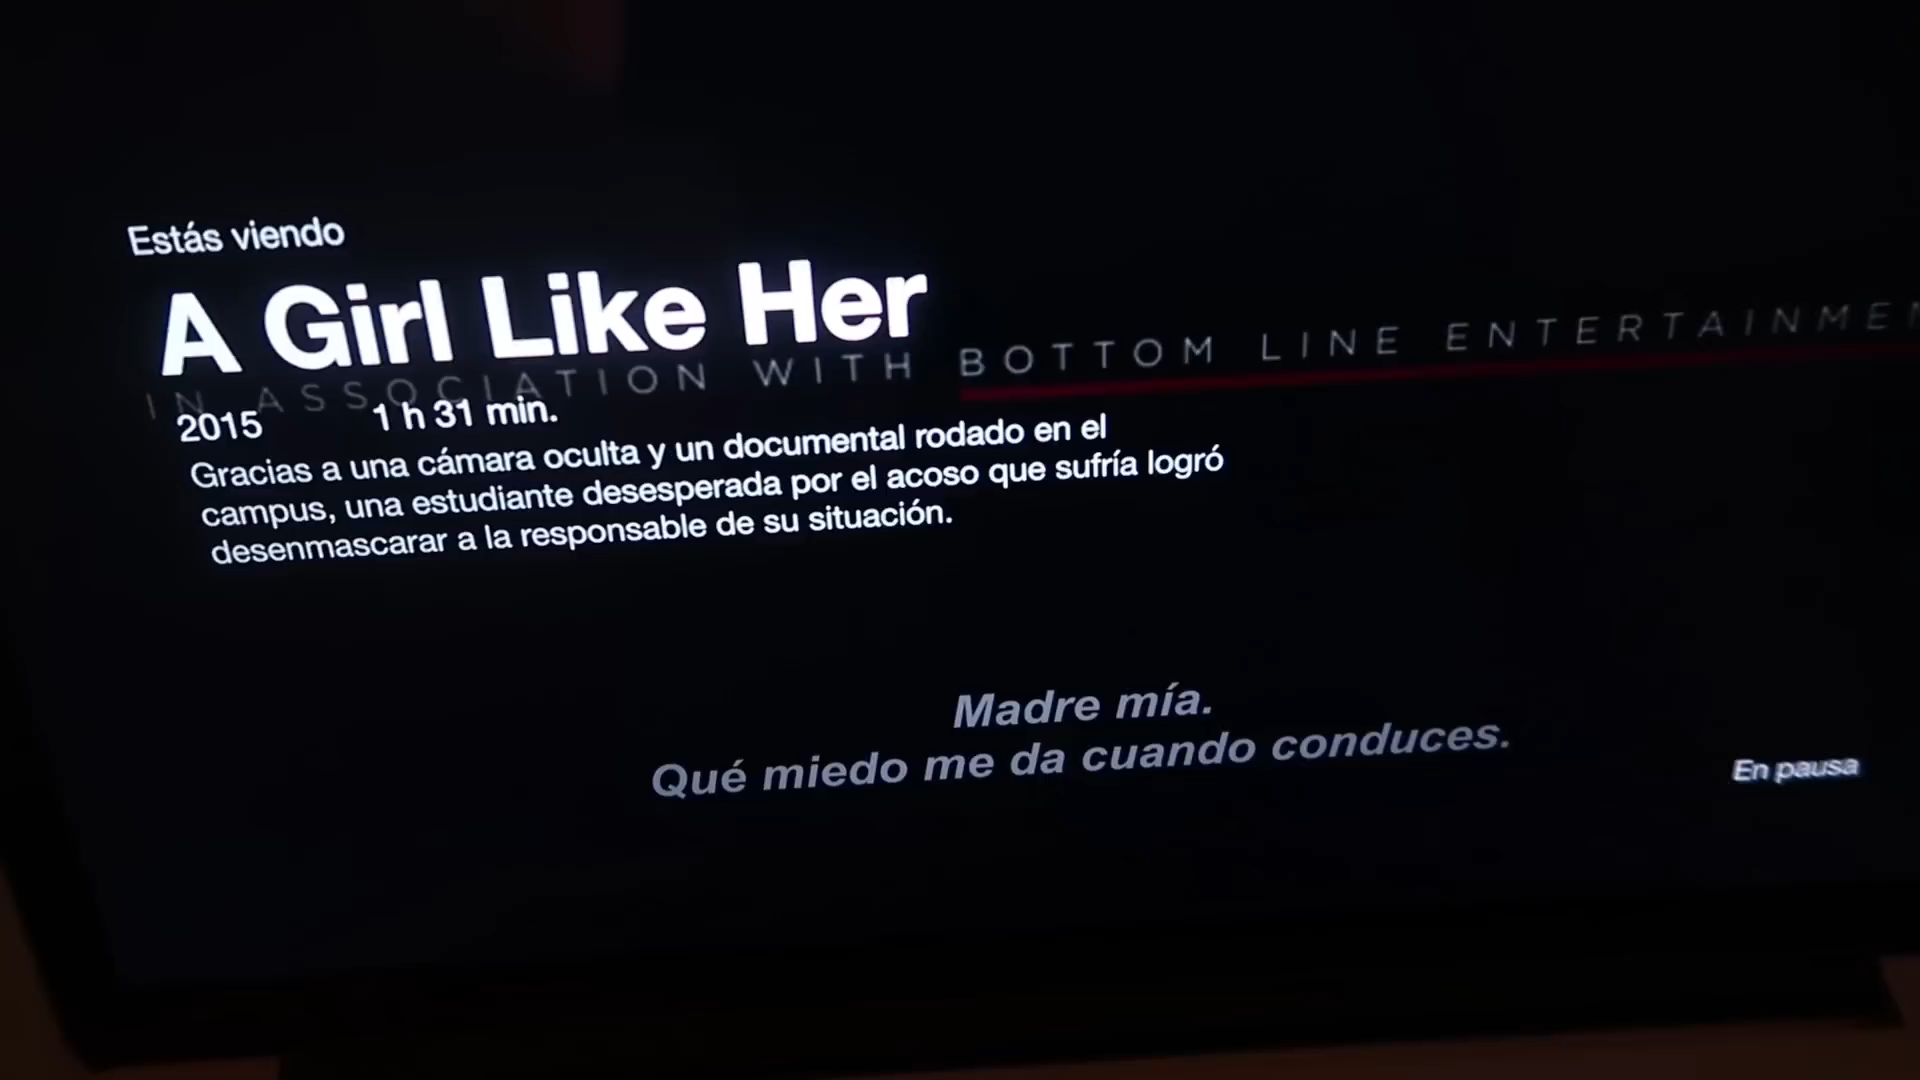 Estás viendo
A Girl Like Her
IN ASSOCIATION WITH BOTTOM LINE ENTERTAINMEN
2015 1 h 31 min.
Gracias a una cámara oculta y un documental rodado en el
campus, una estudiante desesperada por el acoso que sufría logró
desenmascarar a la responsable de su situación.
Madre mía.
Qué miedo me da cuando conduces.
En pausa